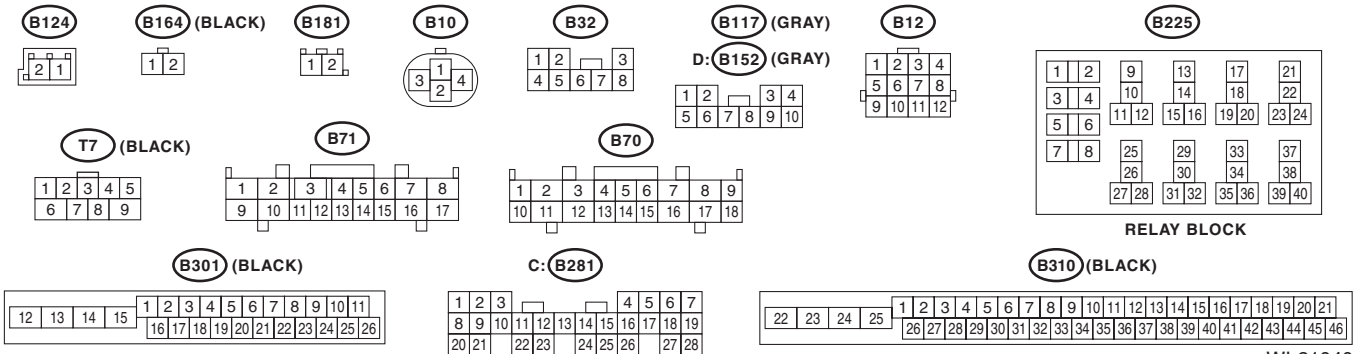 B124 B164 (BLACK) B181 B10 B32 B117 (GRAY) B12 B225
D: B152 (GRAY)
2 1
1 2
1 2
1
3 4
2
1 2 3
4 5 6 7 8
1 2 3 4
5 6 7 8 9 10
1 2 3 4
5 6 7 8
9 10 11 12
1 2 9 13 17 21
10 14 18 22
3 4
11 12 15 16 19 20 23 24
5 6
7 8 25 29 33 37
26 30 34 38
27 28 31 32 35 36 39 40
RELAY BLOCK
T7 (BLACK) B71 B70
1 2 3 4 5
6 7 8 9
1 2 3 4 5 6 7 8
9 10 11 12 13 14 15 16 17
1 2 3 4 5 6 7 8 9
10 11 12 13 14 15 16 17 18
B301 (BLACK) C: B281 B310 (BLACK)
1 2 3 4 5 6 7 8 9 10 11
12 13 14 15
16 17 18 19 20 21 22 23 24 25 26
1 2 3 4 5 6 7
8 9 10 11 12 13 14 15 16 17 18 19
20 21 22 23 24 25 26 27 28
1 2 3 4 5 6 7 8 9 10 11 12 13 14 15 16 17 18 19 20 21
22 23 24 25
26 27 28 29 30 31 32 33 34 35 36 37 38 39 40 41 42 43 44 45 46